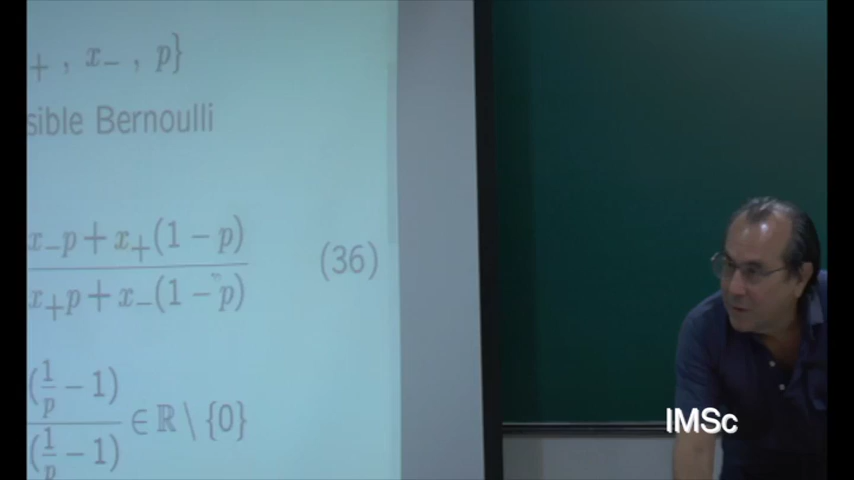 + , x₋ , p}
sible Bernoulli
x₋p + x₊(1 − p)
x₊p + x₋(1 − p)
(36)
(1/p − 1)
(1/p − 1)
∈ ℝ \ {0}
IMSc